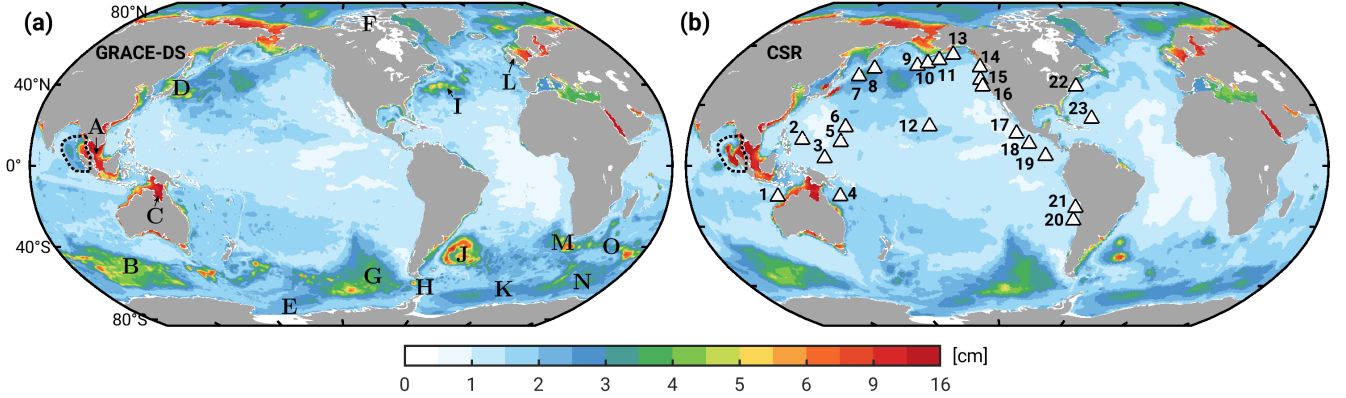 (a)
GRACE-DS
80°N
40°N
0°
40°S
80°S
A
B
C
D
E
F
G
H
I
J
K
L
M
N
O
(b)
CSR
1
2
3
4
5
6
7
8
9
10
11
12
13
14
15
16
17
18
19
20
21
22
23
0 1 2 3 4 5 6 9 16 [cm]